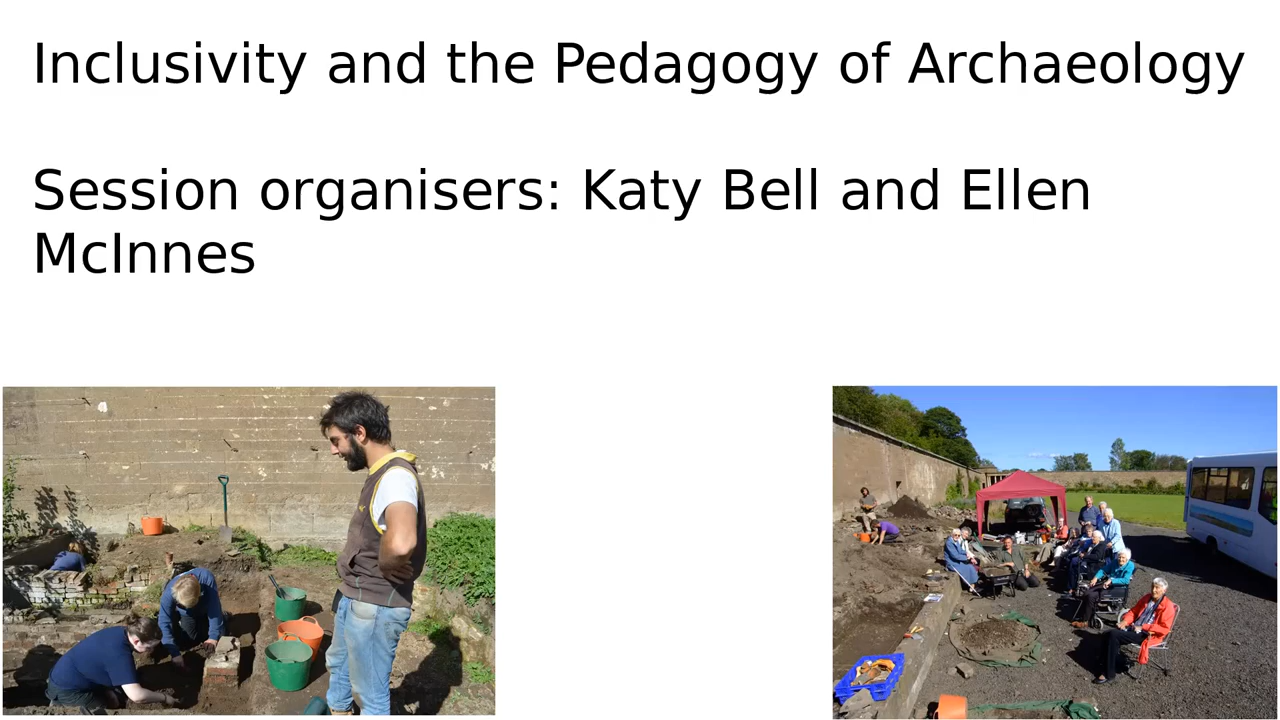 Inclusivity and the Pedagogy of Archaeology
Session organisers: Katy Bell and Ellen
McInnes